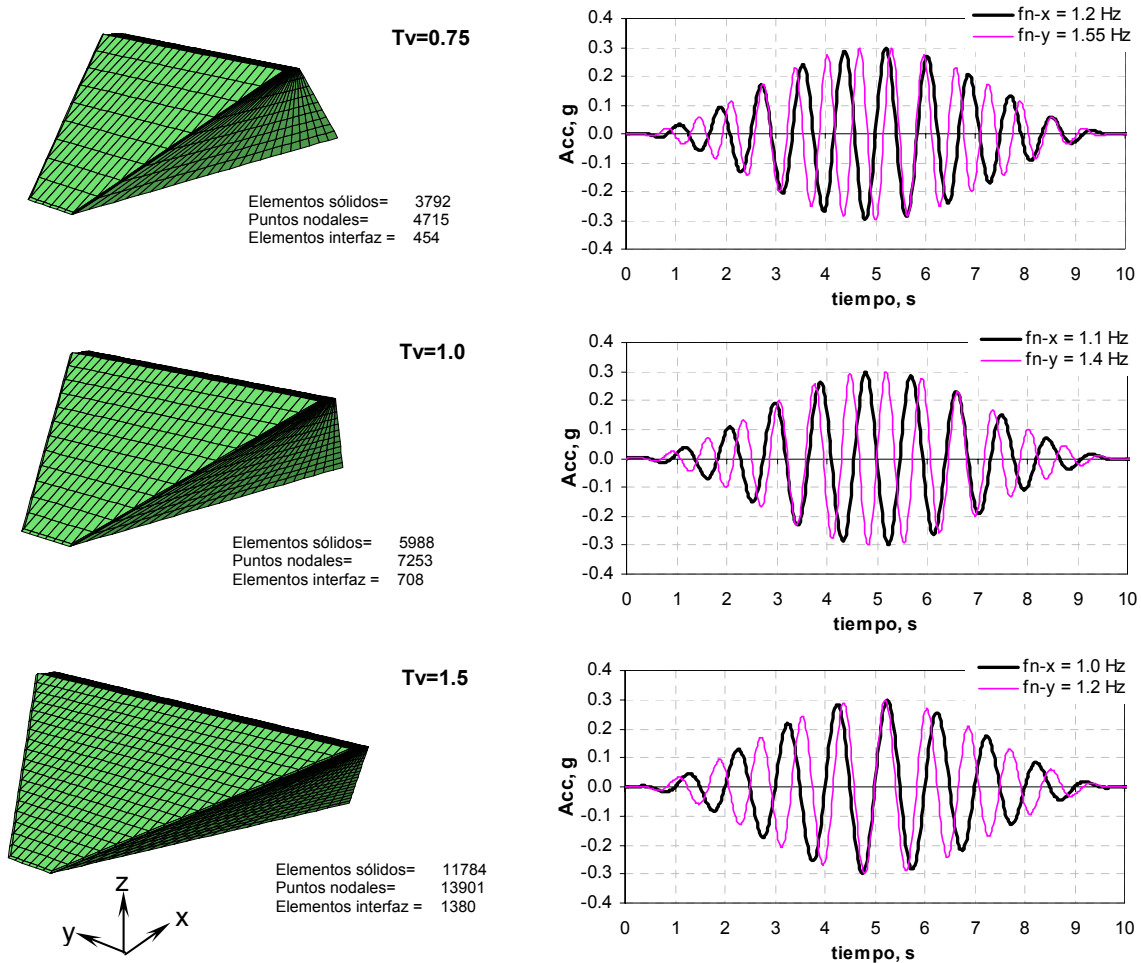 Tv=0.75
Elementos sólidos= 3792
Puntos nodales= 4715
Elementos interfaz = 454
fn-x = 1.2 Hz
fn-y = 1.55 Hz
0.4
0.3
0.2
0.1
0.0
-0.1
-0.2
-0.3
-0.4
Acc, g
0 1 2 3 4 5 6 7 8 9 10
tiempo, s
Tv=1.0
Elementos sólidos= 5988
Puntos nodales= 7253
Elementos interfaz = 708
fn-x = 1.1 Hz
fn-y = 1.4 Hz
0.4
0.3
0.2
0.1
0.0
-0.1
-0.2
-0.3
-0.4
Acc, g
0 1 2 3 4 5 6 7 8 9 10
tiempo, s
Tv=1.5
Elementos sólidos= 11784
Puntos nodales= 13901
Elementos interfaz = 1380
z
y
x
fn-x = 1.0 Hz
fn-y = 1.2 Hz
0.4
0.3
0.2
0.1
0.0
-0.1
-0.2
-0.3
-0.4
Acc, g
0 1 2 3 4 5 6 7 8 9 10
tiempo, s